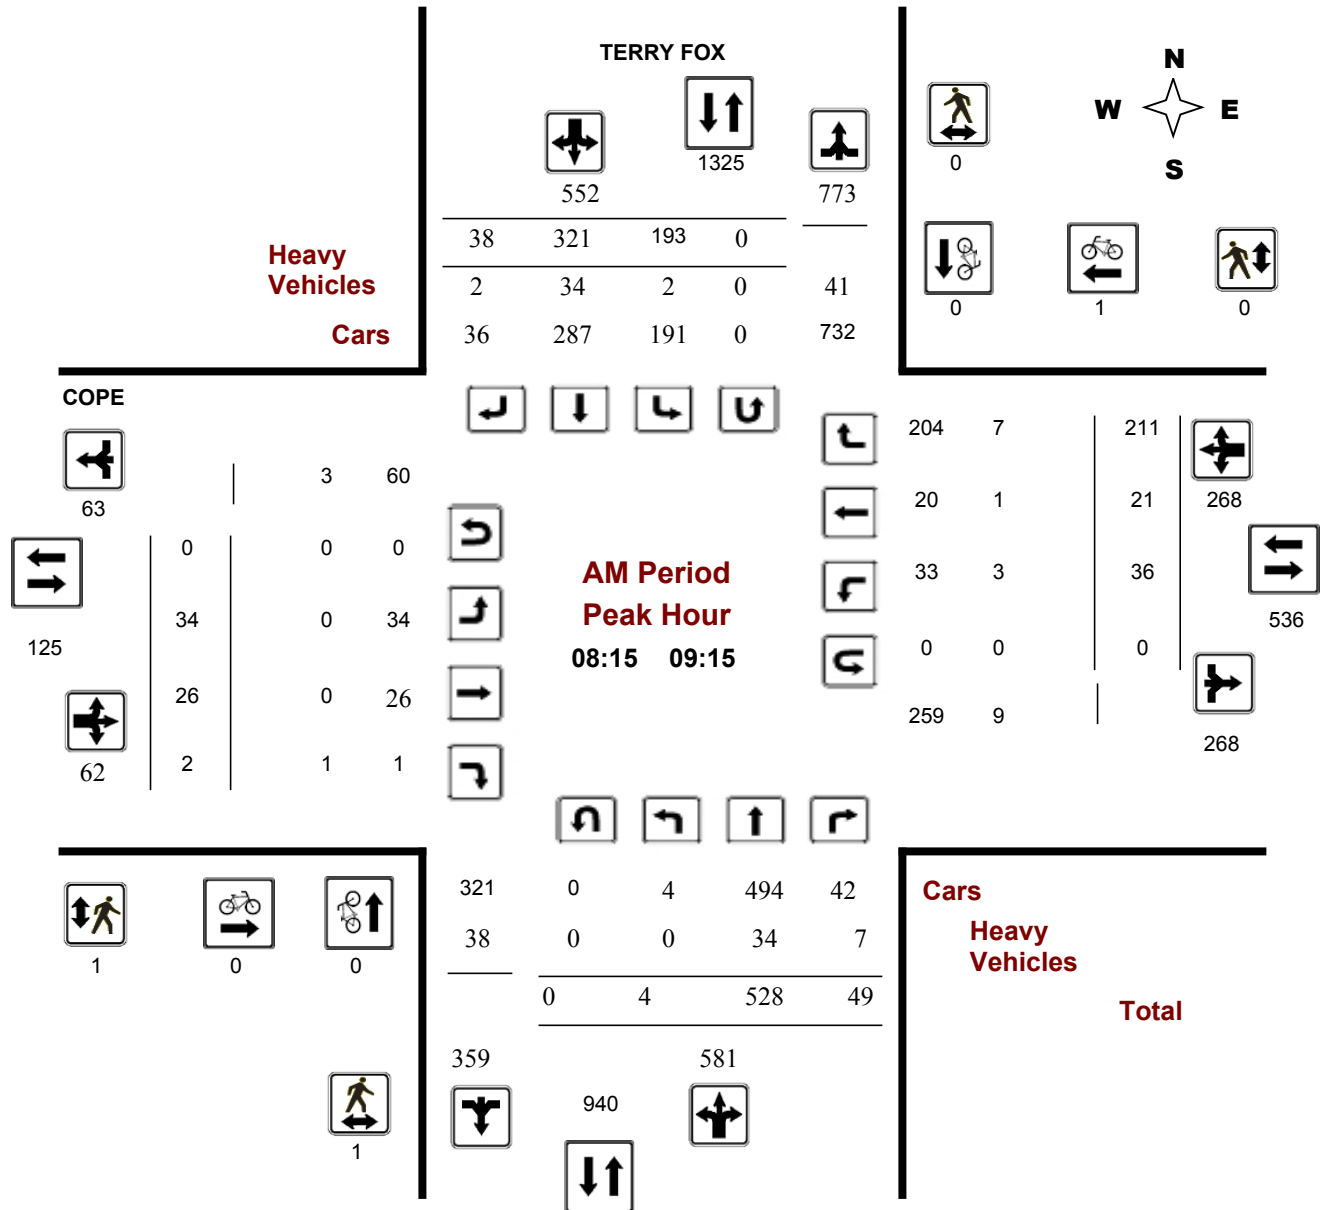 TERRY FOX
N
W E
S
1325
0
552 773
38 321 193 0
Heavy
Vehicles 2 34 2 0 41
0 1 0
Cars 36 287 191 0 732
COPE
204 7 211
3 60
63
20 1 21 268
0 0 0
AM Period
33 3 36
Peak Hour
34 0 34
536
125
08:15 09:15
0 0 0
26 0 26
259 9
268
62 2 1 1
321 0 4 494 42
Cars
38 0 0 34 7
Heavy
Vehicles
1 0 0
0 4 528 49
Total
359 581
940
1